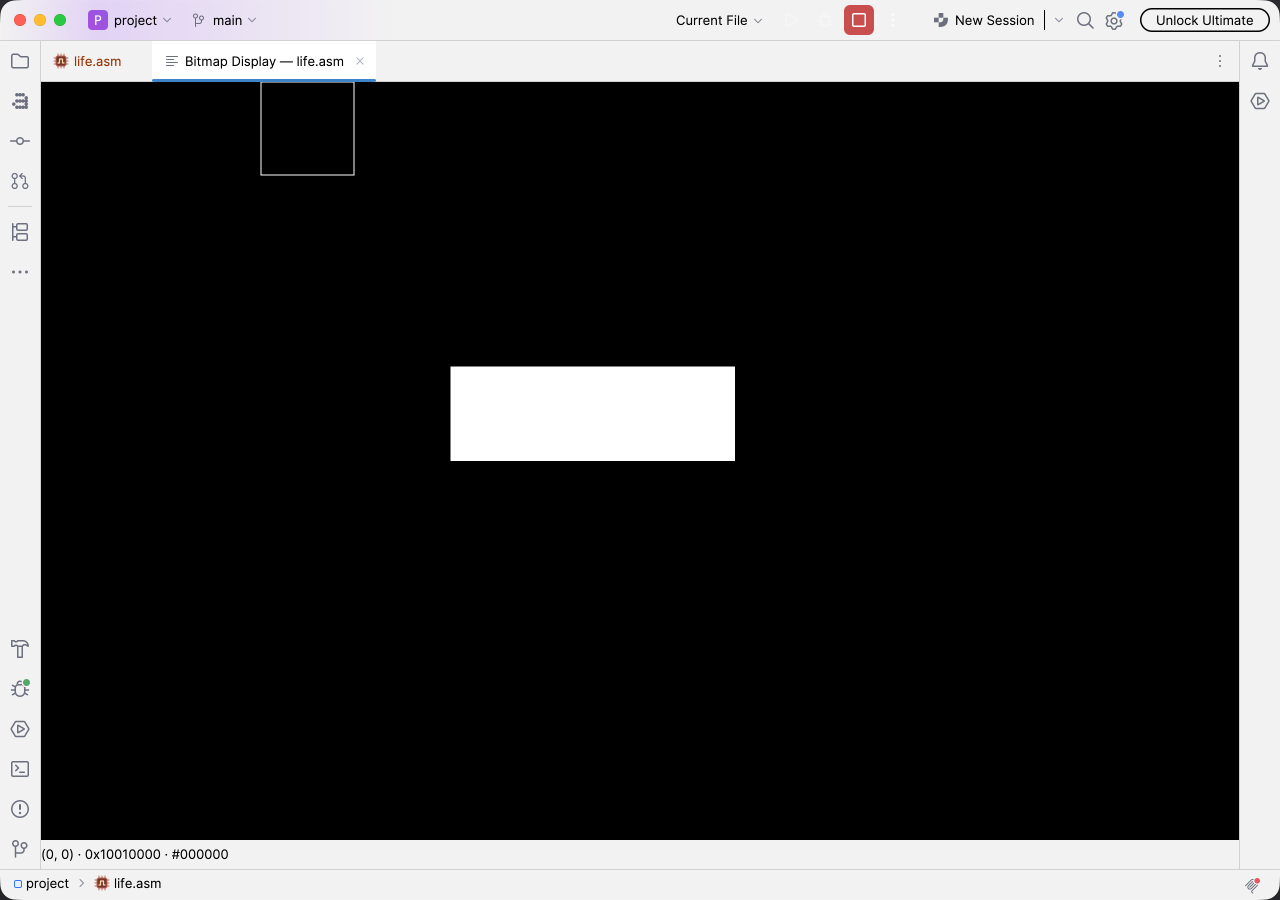 P project main Current File New Session Unlock Ultimate
life.asm Bitmap Display — life.asm
(0, 0) · 0x10010000 · #000000
project life.asm